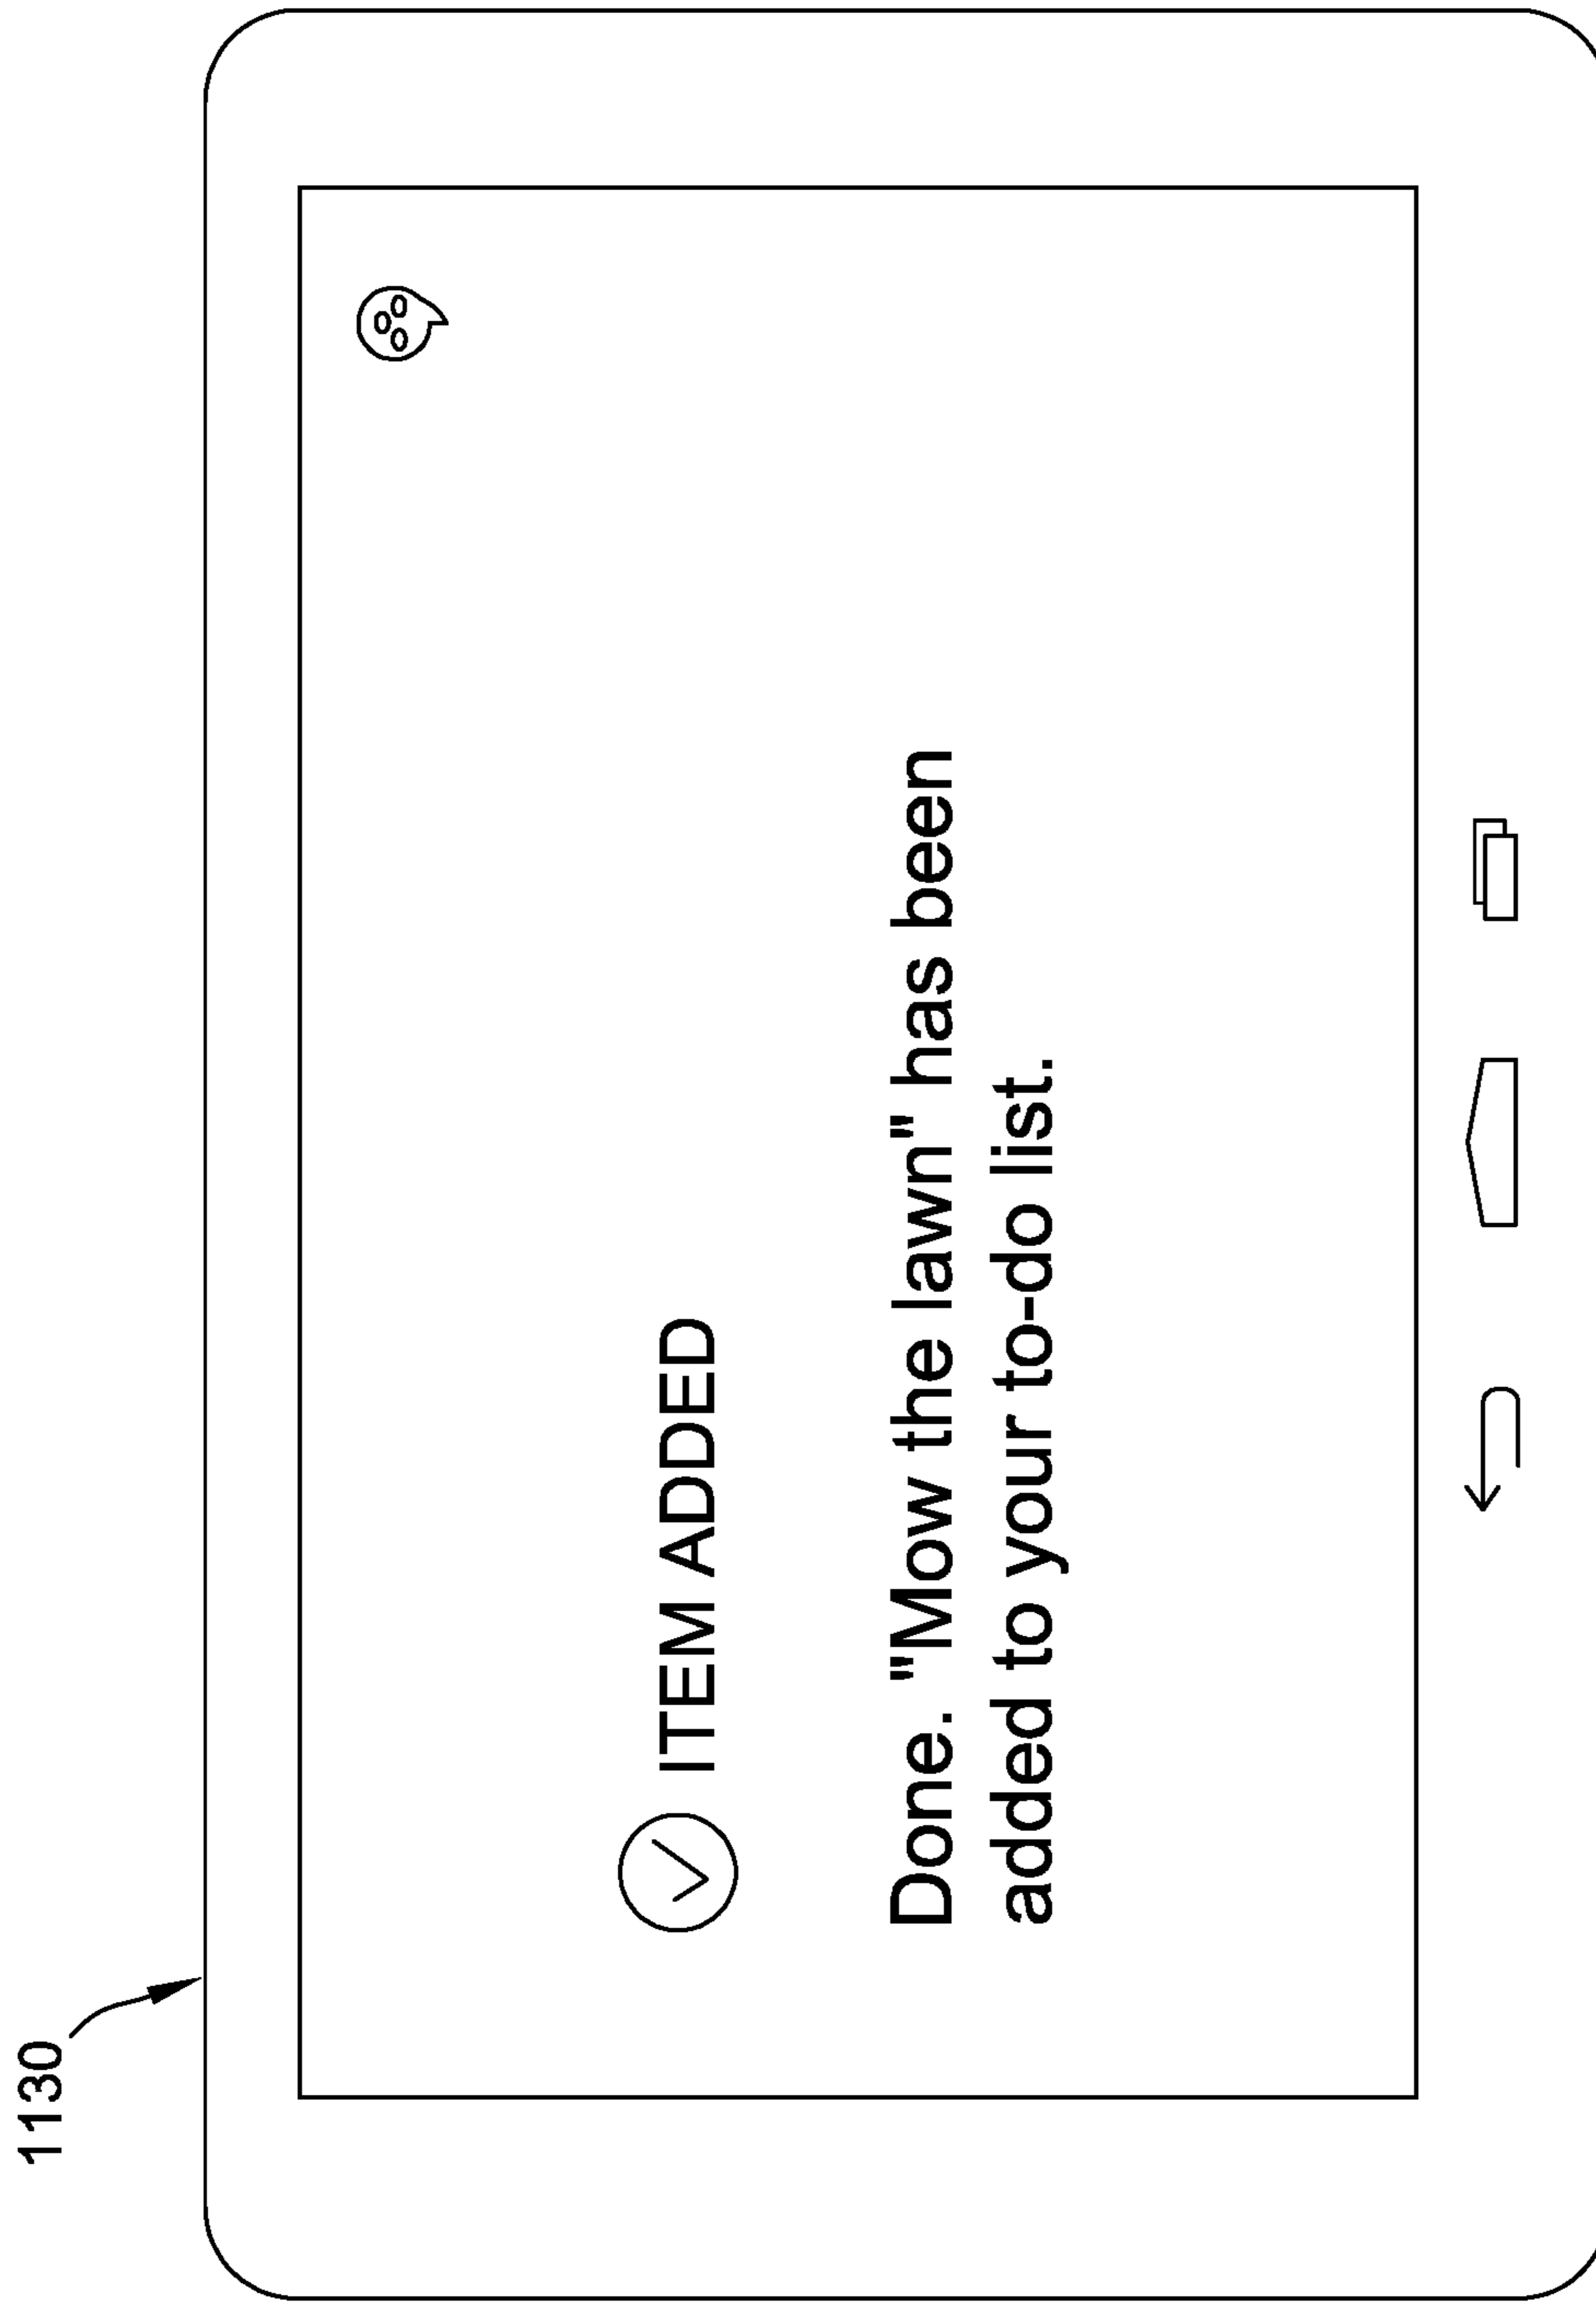 1130
ITEM ADDED
Done. "Mow the lawn" has been
added to your to-do list.